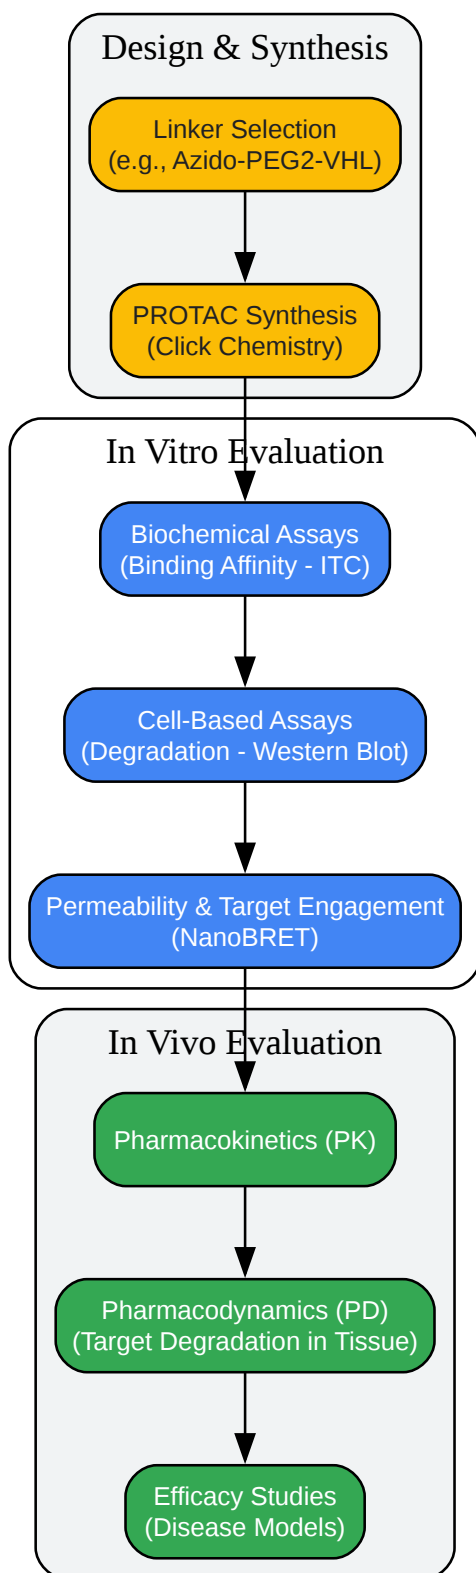 Design & Synthesis
Linker Selection
(e.g., Azido-PEG2-VHL)
PROTAC Synthesis
(Click Chemistry)
In Vitro Evaluation
Biochemical Assays
(Binding Affinity - ITC)
Cell-Based Assays
(Degradation - Western Blot)
Permeability & Target Engagement
(NanoBRET)
In Vivo Evaluation
Pharmacokinetics (PK)
Pharmacodynamics (PD)
(Target Degradation in Tissue)
Efficacy Studies
(Disease Models)